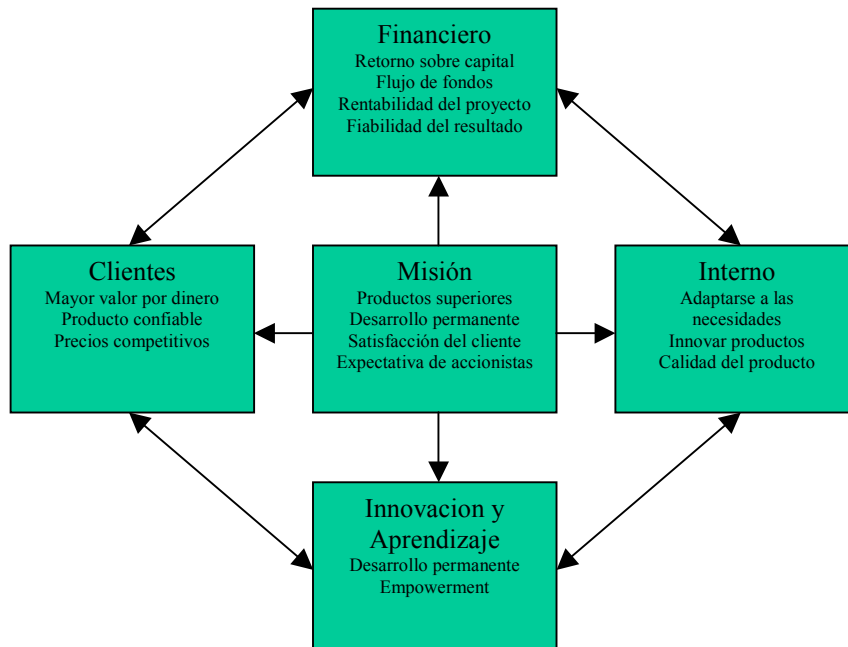 Financiero
Retorno sobre capital
Flujo de fondos
Rentabilidad del proyecto
Fiabilidad del resultado
Clientes
Mayor valor por dinero
Producto confiable
Precios competitivos
Misión
Productos superiores
Desarrollo permanente
Satisfacción del cliente
Expectativa de accionistas
Interno
Adaptarse a las
necesidades
Innovar productos
Calidad del producto
Innovacion y
Aprendizaje
Desarrollo permanente
Empowerment